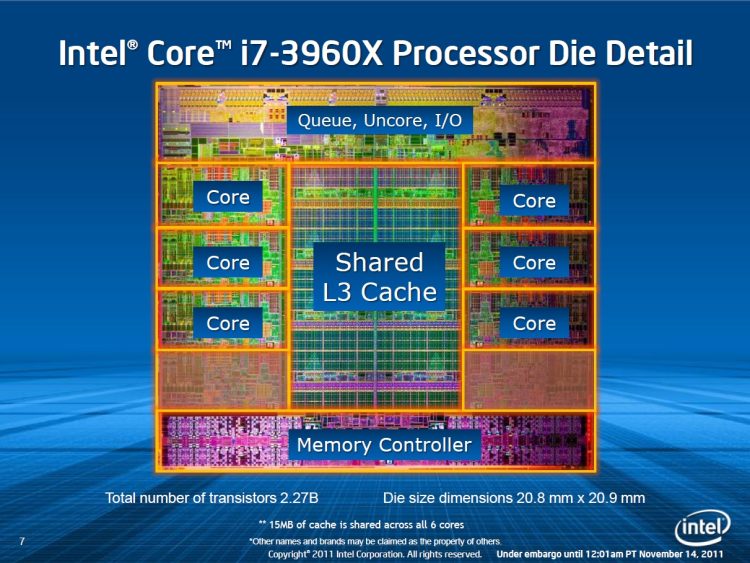 Intel® Core™ i7-3960X Processor Die Detail
Queue, Uncore, I/O
Core
Core
Shared
L3 Cache
Core
Core
Core
Core
Memory Controller
Total number of transistors 2.27B
Die size dimensions 20.8 mm x 20.9 mm
** 15MB of cache is shared across all 6 cores
7
*Other names and brands may be claimed as the property of others.
Copyright® 2011 Intel Corporation. All rights reserved.
Under embargo until 12:01am PT November 14, 2011
intel